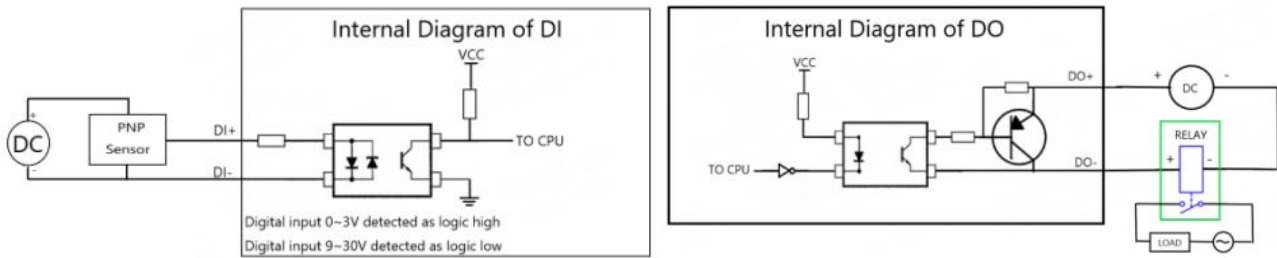 Internal Diagram of DI
VCC
+
DC
-
PNP
Sensor
DI+
DI-
TO CPU
Digital input 0~3V detected as logic high
Digital input 9~30V detected as logic low
Internal Diagram of DO
VCC
TO CPU
DO+
DO-
+
DC
-
RELAY
+
-
LOAD